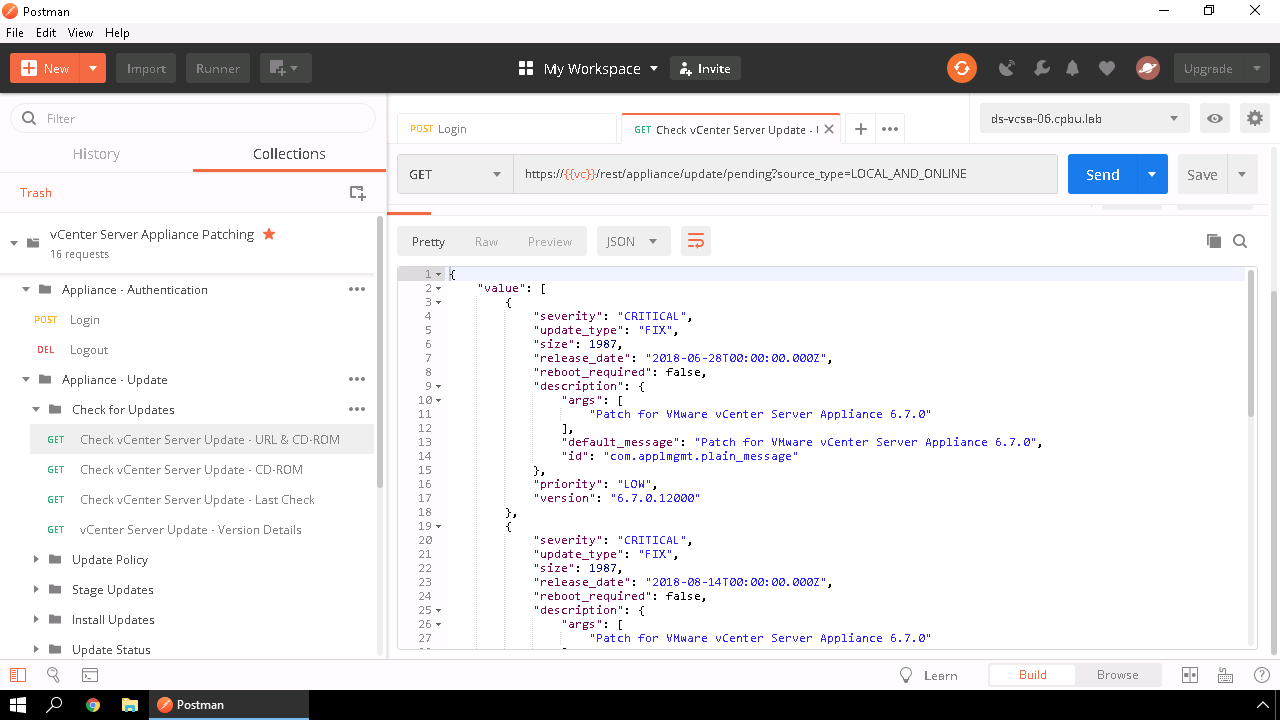 Postman
File Edit View Help
New Import Runner My Workspace Invite Upgrade
Filter
History Collections
Trash
vCenter Server Appliance Patching
16 requests
Appliance - Authentication
POST Login
DEL Logout
Appliance - Update
Check for Updates
GET Check vCenter Server Update - URL & CD-ROM
GET Check vCenter Server Update - CD-ROM
GET Check vCenter Server Update - Last Check
GET vCenter Server Update - Version Details
Update Policy
Stage Updates
Install Updates
Update Status
POST Login
GET Check vCenter Server Update -
ds-vcsa-06.cpbu.lab
GET https://{{vc}}/rest/appliance/update/pending?source_type=LOCAL_AND_ONLINE Send Save
Pretty Raw Preview JSON
1 {
2 "value": [
3 {
4 "severity": "CRITICAL",
5 "update_type": "FIX",
6 "size": 1987,
7 "release_date": "2018-06-28T00:00:00.000Z",
8 "reboot_required": false,
9 "description": {
10 "args": [
11 "Patch for VMware vCenter Server Appliance 6.7.0"
12 ],
13 "default_message": "Patch for VMware vCenter Server Appliance 6.7.0",
14 "id": "com.applmgmt.plain_message"
15 },
16 "priority": "LOW",
17 "version": "6.7.0.12000"
18 },
19 {
20 "severity": "CRITICAL",
21 "update_type": "FIX",
22 "size": 1987,
23 "release_date": "2018-08-14T00:00:00.000Z",
24 "reboot_required": false,
25 "description": {
26 "args": [
27 "Patch for VMware vCenter Server Appliance 6.7.0"
Learn Build Browse
Postman